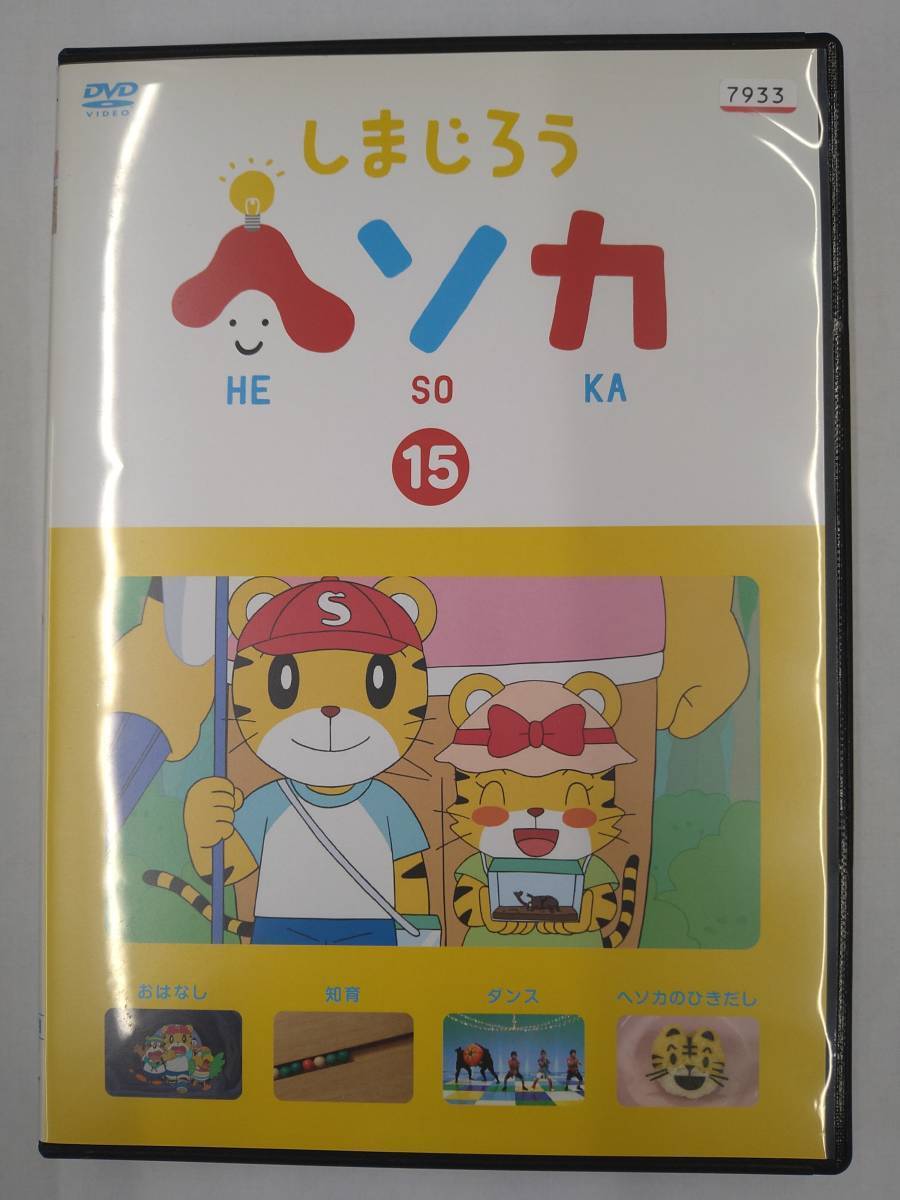 DVD
VIDEO
7933
しまじろう
ヘソカ
HE SO KA
15
S
おはなし 知育 ダンス ヘソカのひきだし